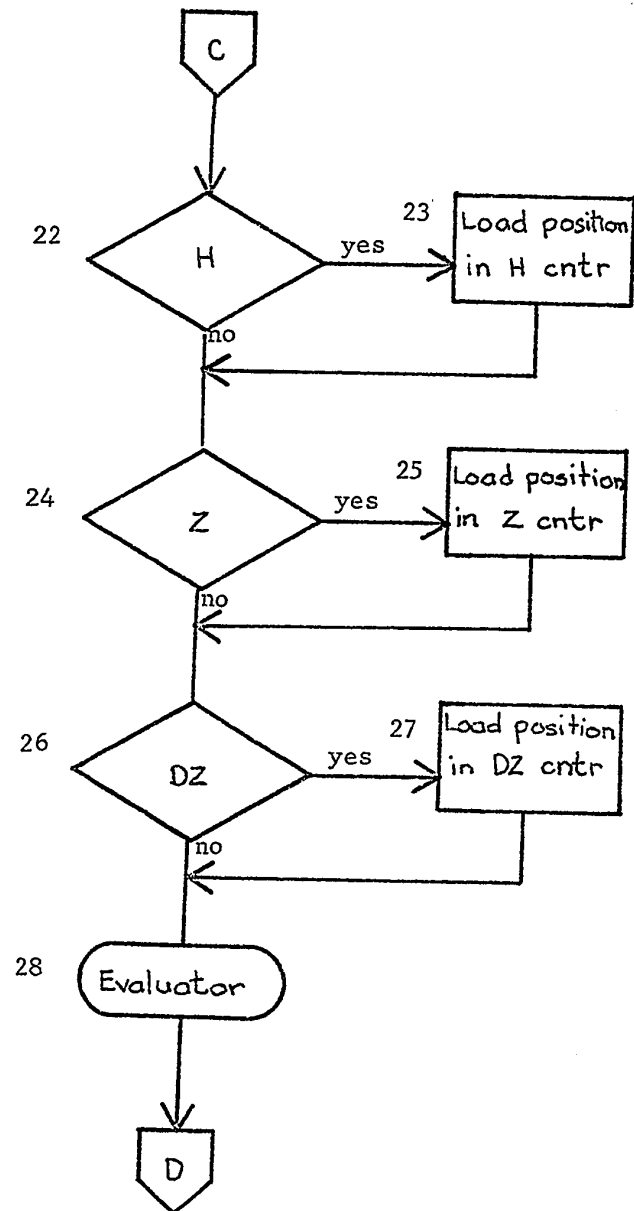 C
22
H
yes
23
Load position
in H cntr
no
24
Z
yes
25
Load position
in Z cntr
no
26
DZ
yes
27
Load position
in DZ cntr
no
28
Evaluator
D